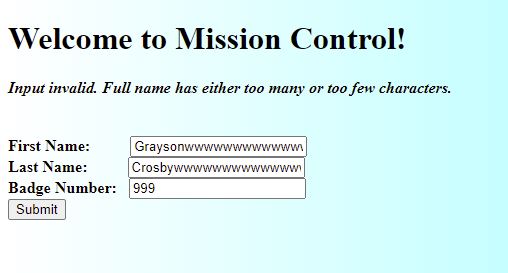 Welcome to Mission Control!
Input invalid. Full name has either too many or too few characters.
First Name: Graysonwwwwwwwwwwwwww
Last Name: Crosbywwwwwwwwwwwwww
Badge Number: 999
Submit